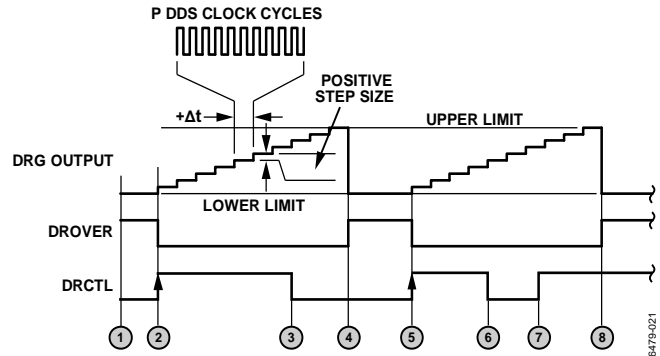 P DDS CLOCK CYCLES
POSITIVE
STEP SIZE
+Δt
UPPER LIMIT
DRG OUTPUT
LOWER LIMIT
DROVER
DRCTL
1 2 3 4 5 6 7 8
6479-021